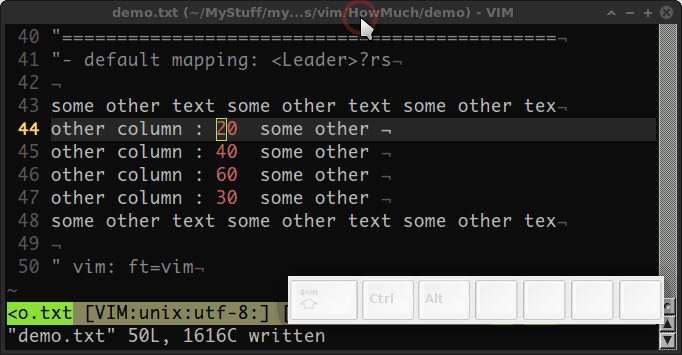 demo.txt (~/MyStuff/my...s/vim/HowMuch/demo) - VIM
40 "=============================================¬
41 "- default mapping: <Leader>?rs¬
42 ¬
43 some other text some other text some other tex¬
44 other column : 20  some other ¬
45 other column : 40  some other ¬
46 other column : 60  some other ¬
47 other column : 30  some other ¬
48 some other text some other text some other tex¬
49 ¬
50 " vim: ft=vim¬
~
<o.txt [VIM:unix:utf-8:] [
Shift Ctrl Alt
"demo.txt" 50L, 1616C written